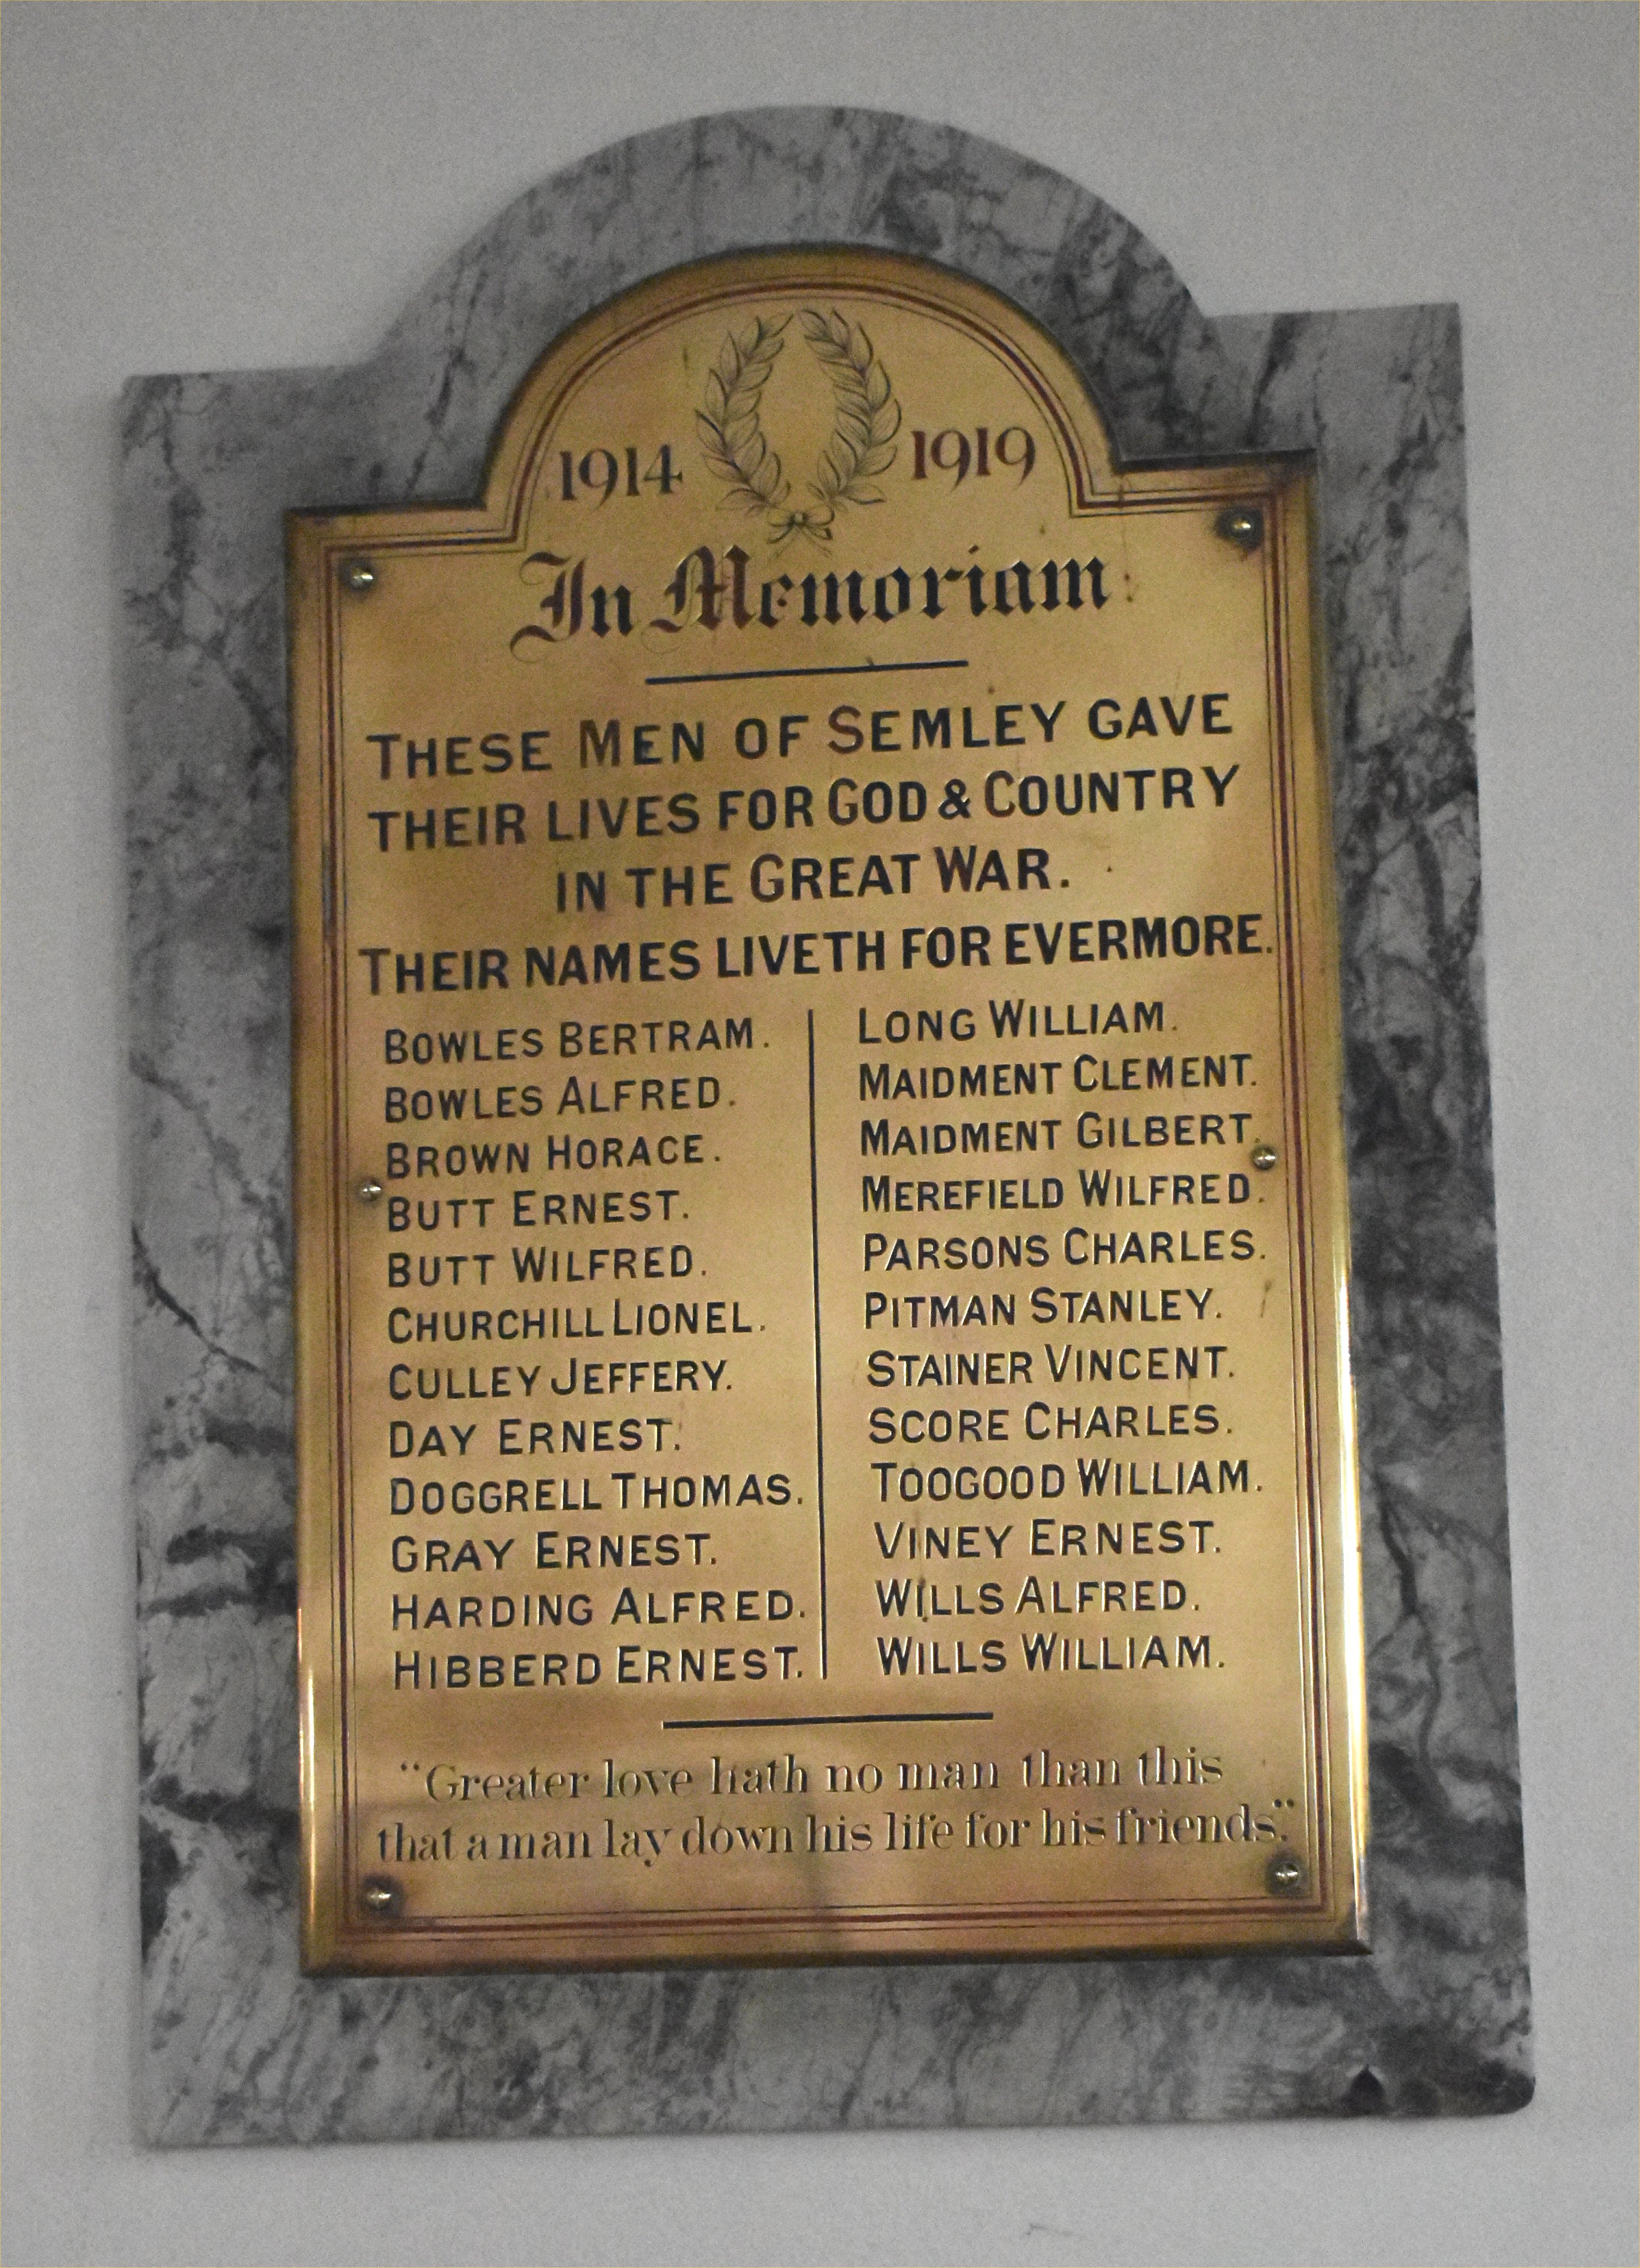 1914 1919
In Memoriam
THESE MEN OF SEMLEY GAVE
THEIR LIVES FOR GOD & COUNTRY
IN THE GREAT WAR.
THEIR NAMES LIVETH FOR EVERMORE.
BOWLES BERTRAM.
BOWLES ALFRED.
BROWN HORACE.
BUTT ERNEST.
BUTT WILFRED.
CHURCHILL LIONEL.
CULLEY JEFFERY.
DAY ERNEST.
DOGGRELL THOMAS.
GRAY ERNEST.
HARDING ALFRED.
HIBBERD ERNEST.
LONG WILLIAM.
MAIDMENT CLEMENT.
MAIDMENT GILBERT.
MEREFIELD WILFRED.
PARSONS CHARLES.
PITMAN STANLEY.
STAINER VINCENT.
SCORE CHARLES.
TOOGOOD WILLIAM.
VINEY ERNEST.
WILLS ALFRED.
WILLS WILLIAM.
"Greater love hath no man than this
that a man lay down his life for his friends."